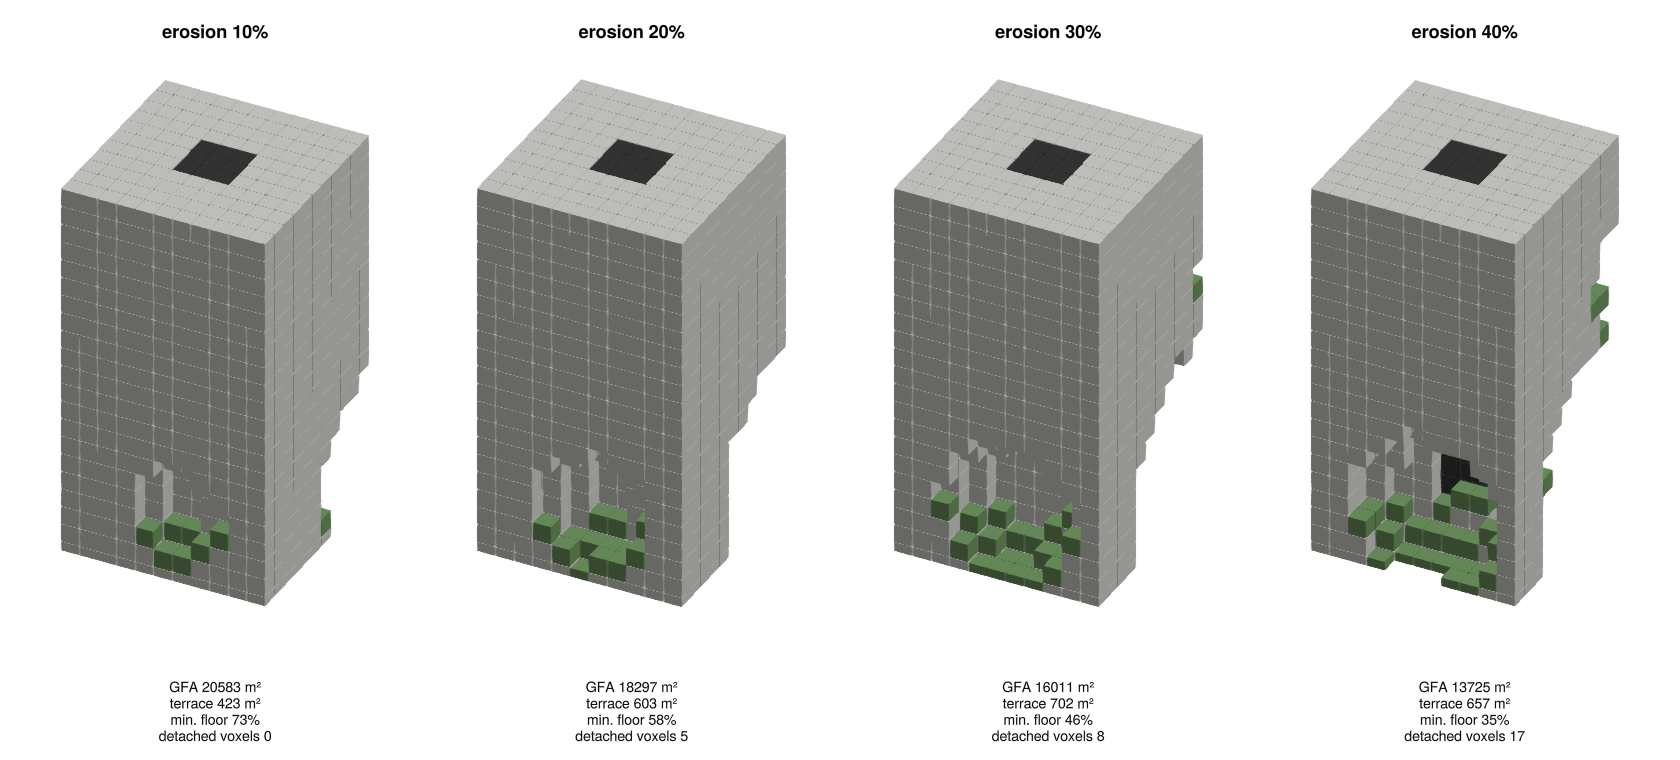 erosion 10%
erosion 20%
erosion 30%
erosion 40%
GFA 20583 m²
terrace 423 m²
min. floor 73%
detached voxels 0
GFA 18297 m²
terrace 603 m²
min. floor 58%
detached voxels 5
GFA 16011 m²
terrace 702 m²
min. floor 46%
detached voxels 8
GFA 13725 m²
terrace 657 m²
min. floor 35%
detached voxels 17